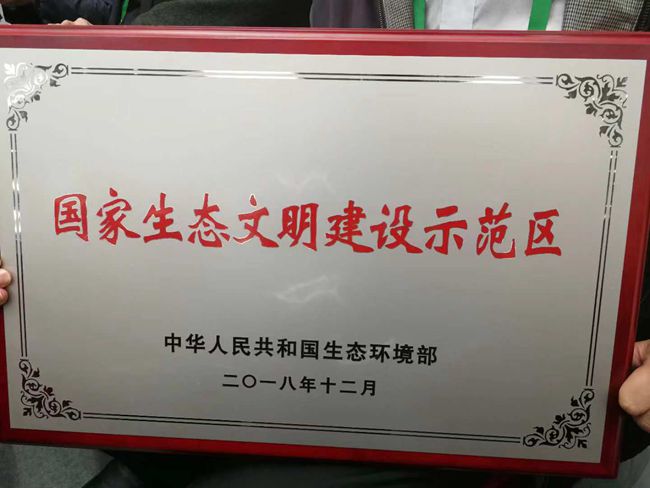 国家生态文明建设示范区
中华人民共和国生态环境部
二〇一八年十二月